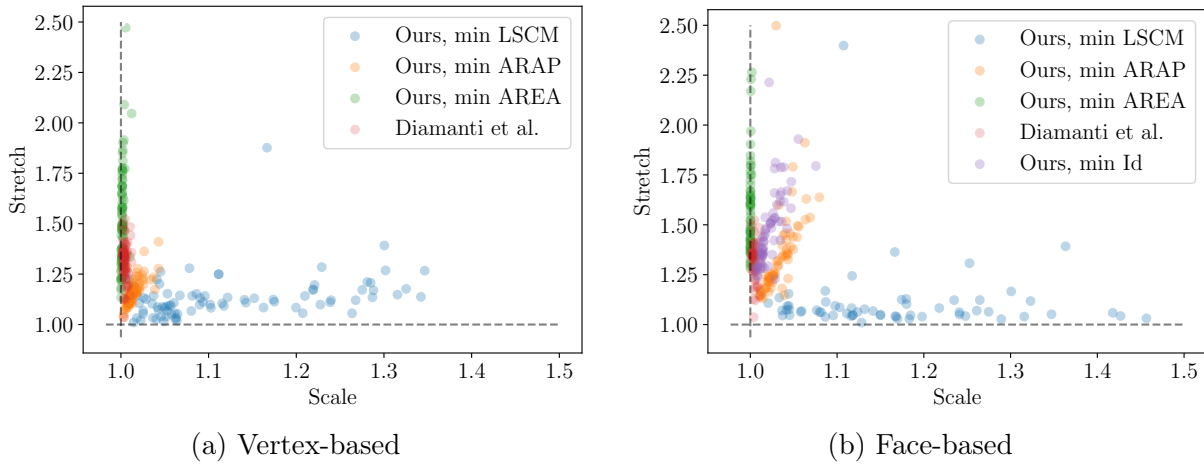 2.50
2.25
2.00
1.75
1.50
1.25
1.00
Stretch
1.0 1.1 1.2 1.3 1.4 1.5
Scale
Ours, min LSCM
Ours, min ARAP
Ours, min AREA
Diamanti et al.
(a) Vertex-based
2.50
2.25
2.00
1.75
1.50
1.25
1.00
Stretch
1.0 1.1 1.2 1.3 1.4 1.5
Scale
Ours, min LSCM
Ours, min ARAP
Ours, min AREA
Diamanti et al.
Ours, min Id
(b) Face-based